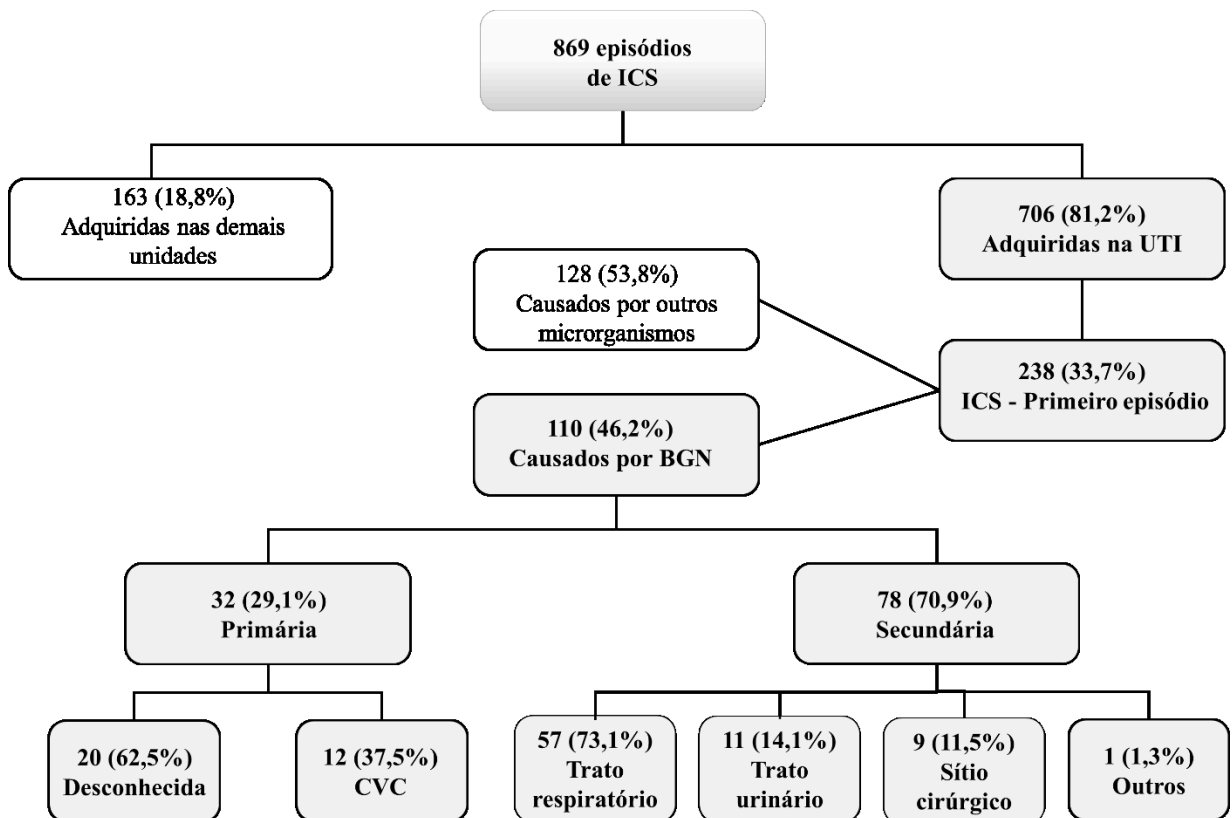 869 episódios
de ICS
163 (18,8%)
Adquiridas nas demais
unidades
706 (81,2%)
Adquiridas na UTI
128 (53,8%)
Causados por outros
microrganismos
238 (33,7%)
ICS - Primeiro episódio
110 (46,2%)
Causados por BGN
32 (29,1%)
Primária
78 (70,9%)
Secundária
20 (62,5%)
Desconhecida
12 (37,5%)
CVC
57 (73,1%)
Trato
respiratório
11 (14,1%)
Trato
urinário
9 (11,5%)
Sítio
cirúrgico
1 (1,3%)
Outros